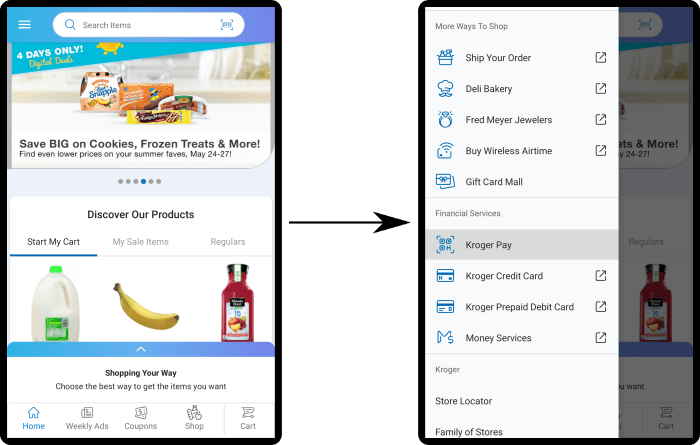 Search Items
4 DAYS ONLY!
Digital Deals
Snapple
Save BIG on Cookies, Frozen Treats & More!
Find even lower prices on your summer faves, May 24-27!
Discover Our Products
Start My Cart
My Sale Items
Regulars
15
Shopping Your Way
Choose the best way to get the items you want
Home
Weekly Ads
Coupons
Shop
Cart
More Ways To Shop
Ship Your Order
Deli Bakery
Fred Meyer Jewelers
Buy Wireless Airtime
Gift Card Mall
Financial Services
Kroger Pay
Kroger Credit Card
Kroger Prepaid Debit Card
Money Services
Kroger
Store Locator
Family of Stores
& More!
24-27!
Regulars
15
u want
Cart